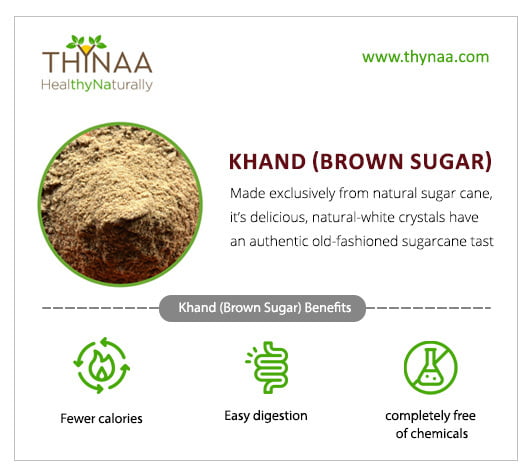 THYNAA
HealthyNaturally
www.thynaa.com
KHAND (BROWN SUGAR)
Made exclusively from natural sugar cane,
it's delicious, natural-white crystals have
an authentic old-fashioned sugarcane tast
Khand (Brown Sugar) Benefits
Fewer calories
Easy digestion
completely free
of chemicals